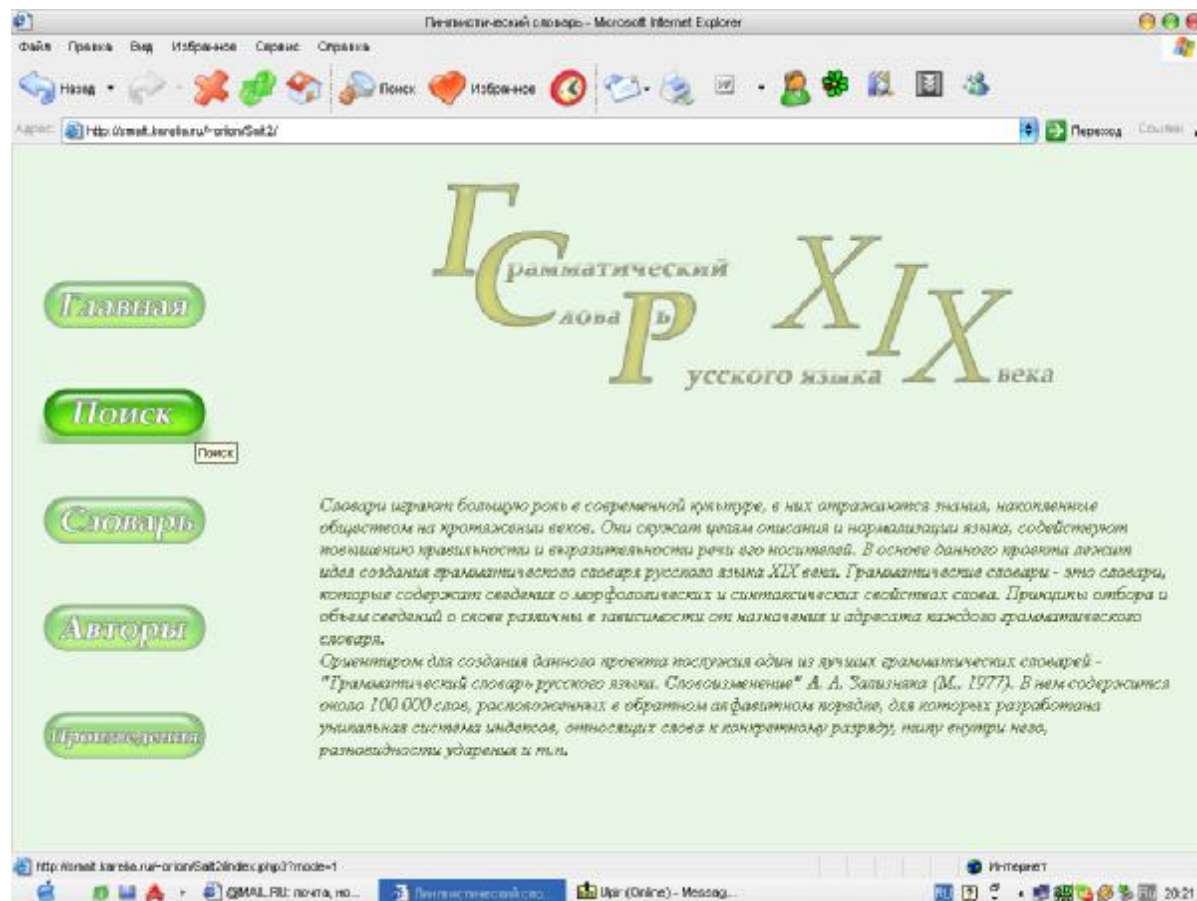 Лингвистический словарь - Microsoft Internet Explorer
Файл Правка Вид Избранное Сервис Справка
Назад Поиск Избранное
Адрес: http://smalt.karelia.ru/~orion/Sait2/ Переход Ссылки
Грамматический
Словарь
Русского языка XIX века
Главная
Поиск
Поиск
Словарь
Авторы
Произведения
Словари играют большую роль в современной культуре, в них отражаются знания, накопленные
обществом на протяжении веков. Они служат целям описания и нормализации языка, содействуют
повышению правильности и выразительности речи его носителей. В основе данного проекта лежит
идея создания грамматического словаря русского языка XIX века. Грамматические словари - это словари,
которые содержат сведения о морфологических и синтаксических свойствах слова. Принципы отбора и
объем сведений о слове различны в зависимости от назначения и адресата каждого грамматического
словаря.
Ориентиром для создания данного проекта послужил один из лучших грамматических словарей -
"Грамматический словарь русского языка. Словоизменение" А. А. Зализняка (М., 1977). В нем содержится
около 100 000 слов, расположенных в обратном алфавитном порядке, для которых разработана
уникальная система индексов, относящих слова к конкретному разряду, типу внутри него,
разновидности ударения и т.п.
http://smalt.karelia.ru/~orion/Sait2/index.php3?mode=1 Интернет
@MAIL.RU: почта, но... Лингвистический сло... Upir (Online) - Messag... RU 20:21